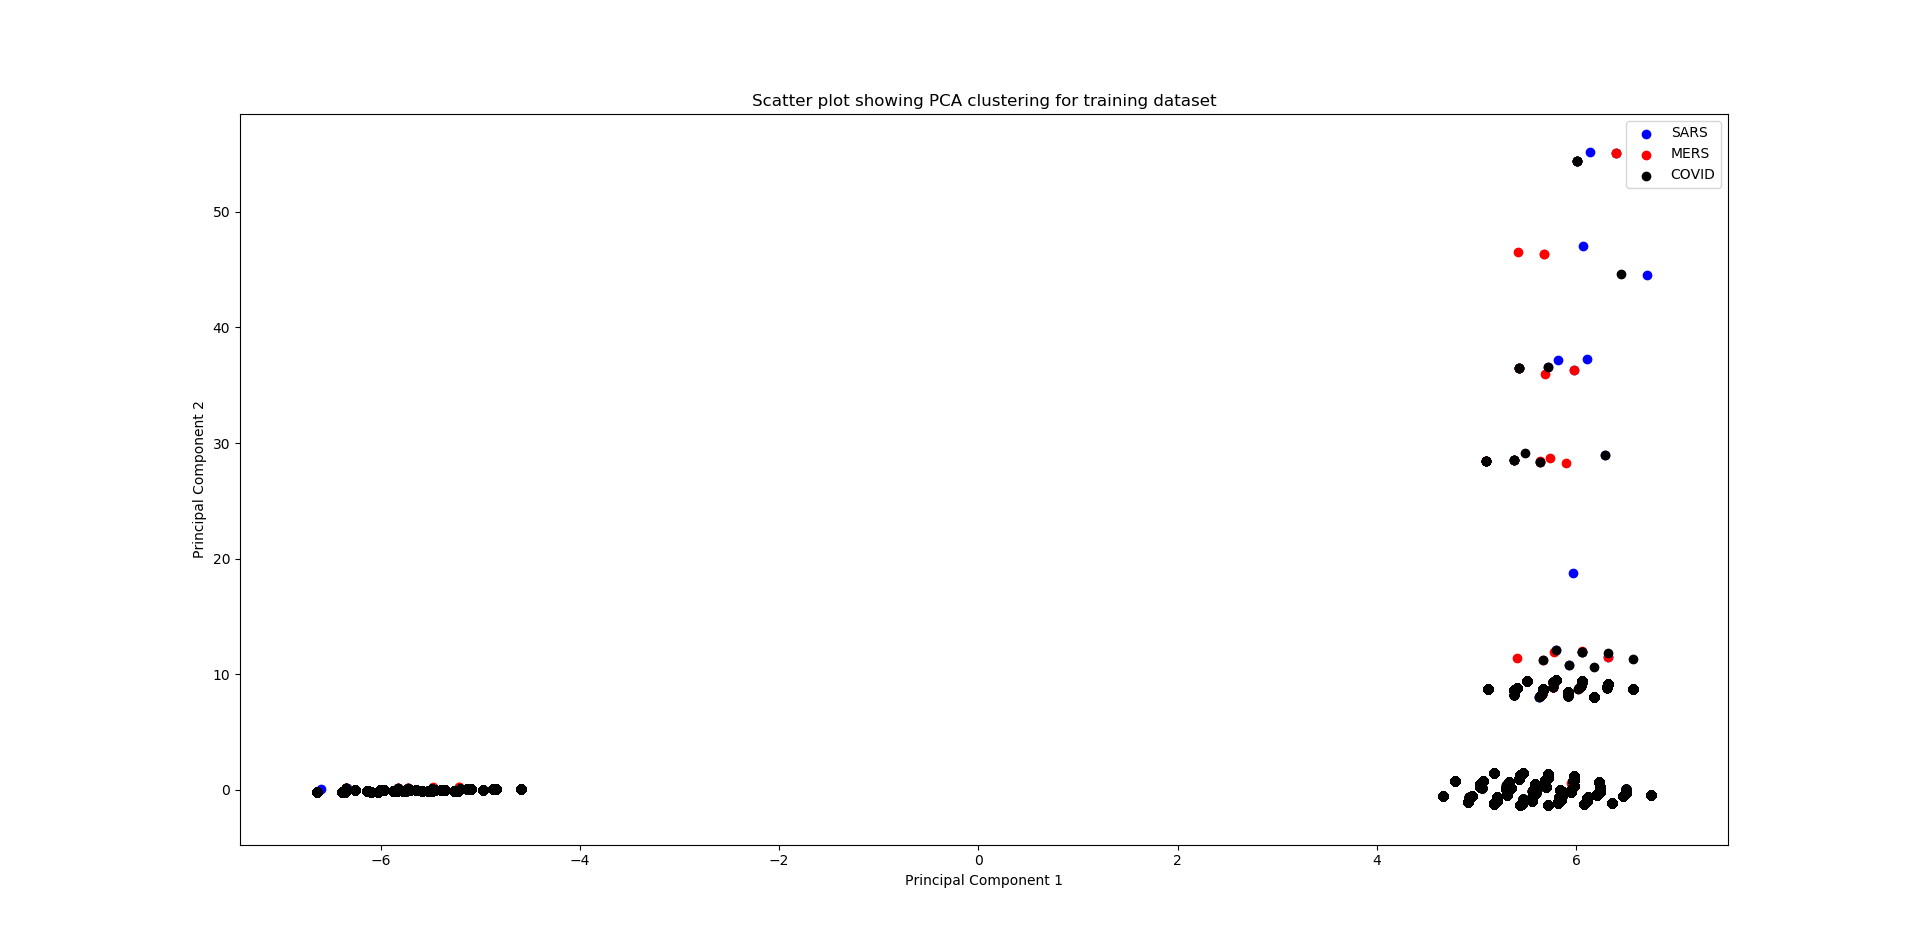 Scatter plot showing PCA clustering for training dataset
SARS
MERS
COVID
50
40
30
20
10
0
Principal Component 2
−6
−4
−2
0
2
4
6
Principal Component 1